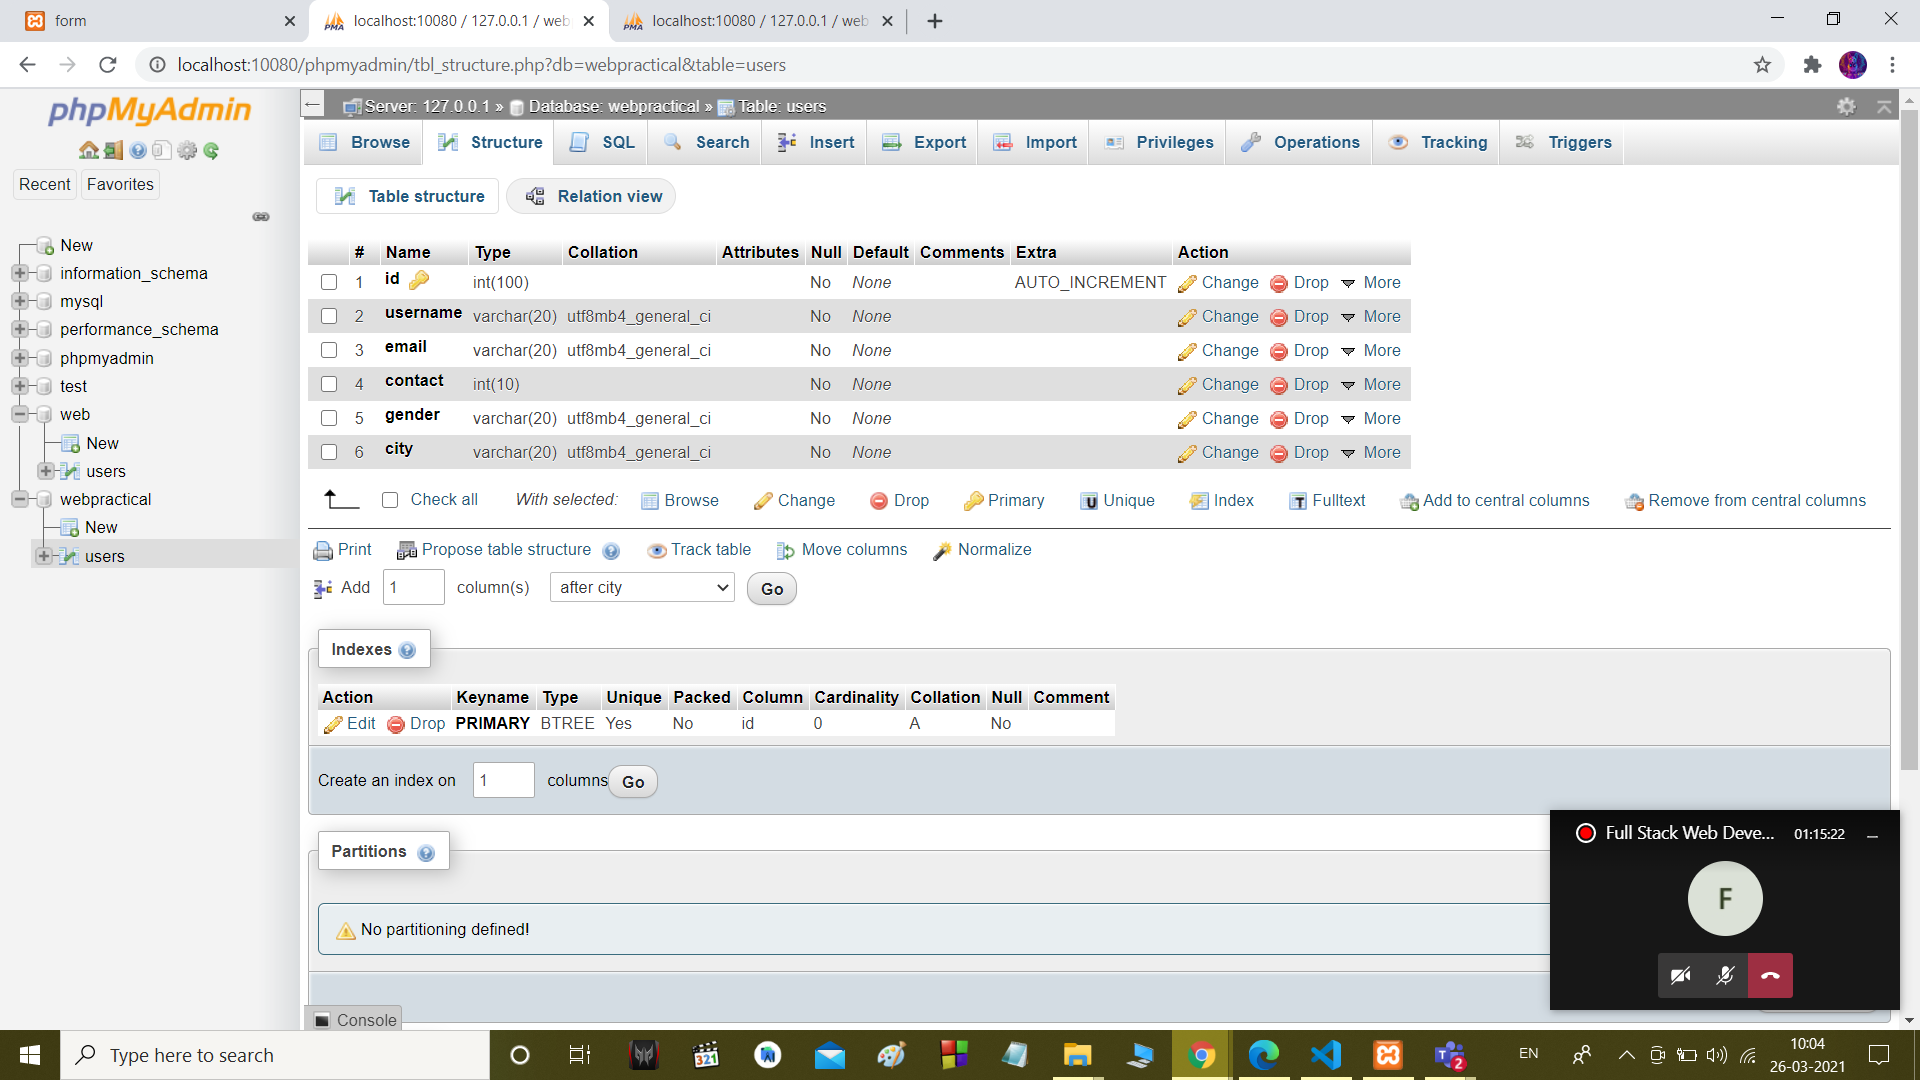 form
localhost:10080 / 127.0.0.1 / web
localhost:10080 / 127.0.0.1 / web
localhost:10080/phpmyadmin/tbl_structure.php?db=webpractical&table=users
phpMyAdmin
Recent
Favorites
New
information_schema
mysql
performance_schema
phpmyadmin
test
web
New
users
webpractical
New
users
Server: 127.0.0.1 » Database: webpractical » Table: users
Browse Structure SQL Search Insert Export Import Privileges Operations Tracking Triggers
Table structure Relation view
# Name Type Collation Attributes Null Default Comments Extra Action
1 id int(100) No None AUTO_INCREMENT Change Drop More
2 username varchar(20) utf8mb4_general_ci No None Change Drop More
3 email varchar(20) utf8mb4_general_ci No None Change Drop More
4 contact int(10) No None Change Drop More
5 gender varchar(20) utf8mb4_general_ci No None Change Drop More
6 city varchar(20) utf8mb4_general_ci No None Change Drop More
Check all With selected: Browse Change Drop Primary Unique Index Fulltext Add to central columns Remove from central columns
Print Propose table structure Track table Move columns Normalize
Add 1 column(s) after city Go
Indexes
Action Keyname Type Unique Packed Column Cardinality Collation Null Comment
Edit Drop PRIMARY BTREE Yes No id 0 A No
Create an index on 1 columns Go
Partitions
No partitioning defined!
Console
Full Stack Web Deve... 01:15:22
F
Type here to search
321
2
EN
10:04
26-03-2021